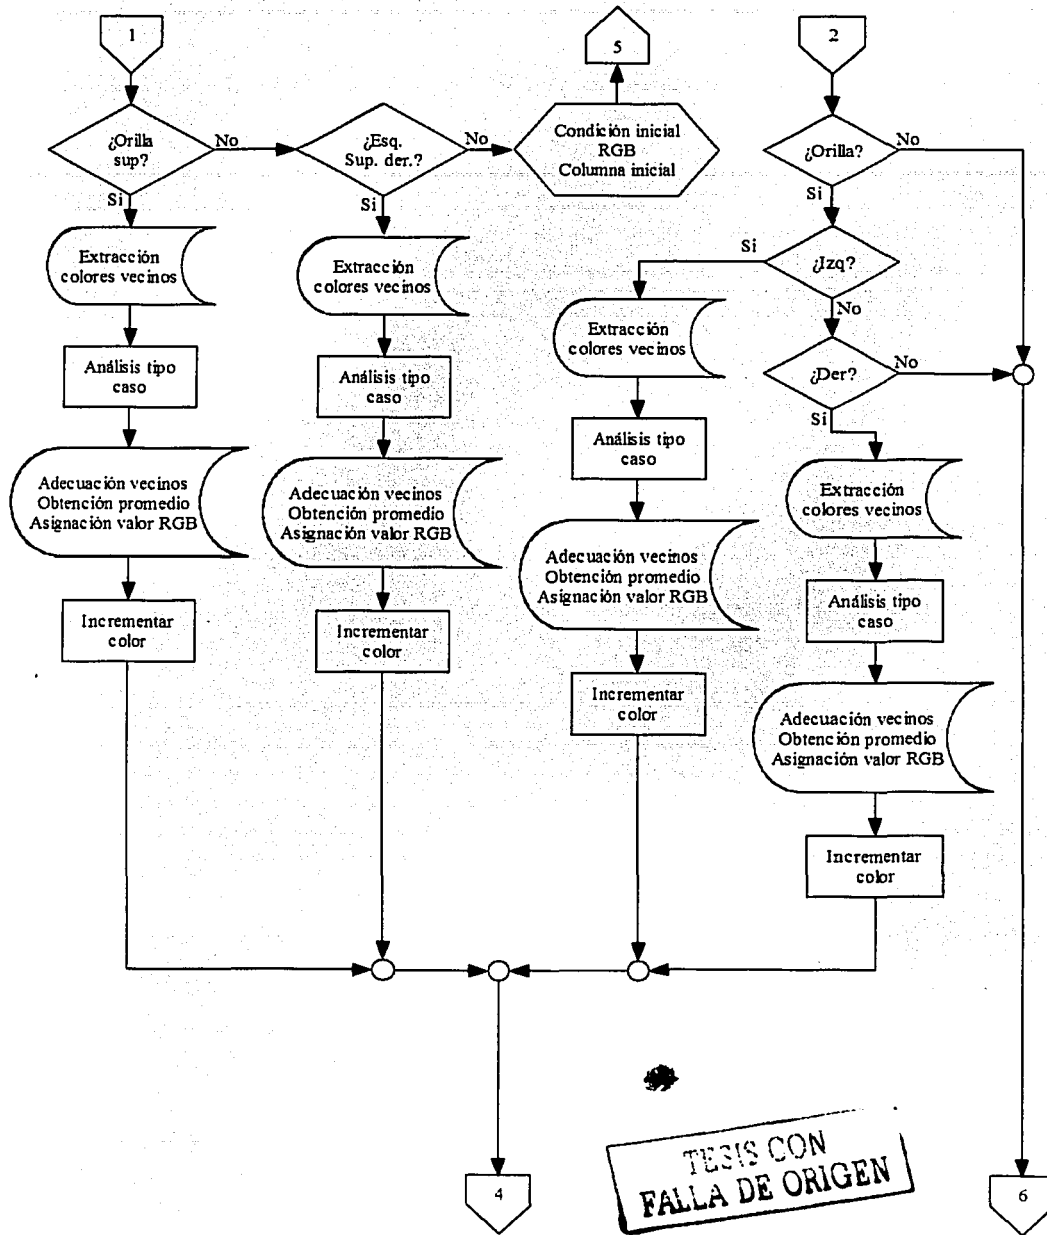 1
¿Orilla
sup?
No
Si
Extracción
colores vecinos
Análisis tipo
caso
Adecuación vecinos
Obtención promedio
Asignación valor RGB
Incrementar
color
¿Esq.
Sup. der.?
No
Si
Extracción
colores vecinos
Análisis tipo
caso
Adecuación vecinos
Obtención promedio
Asignación valor RGB
Incrementar
color
5
Condición inicial
RGB
Columna inicial
2
¿Orilla?
No
Si
¿Izq?
Si
No
Extracción
colores vecinos
Análisis tipo
caso
Adecuación vecinos
Obtención promedio
Asignación valor RGB
Incrementar
color
¿Der?
No
Si
Extracción
colores vecinos
Análisis tipo
caso
Adecuación vecinos
Obtención promedio
Asignación valor RGB
Incrementar
color
4
6
TESIS CON
FALLA DE ORIGEN